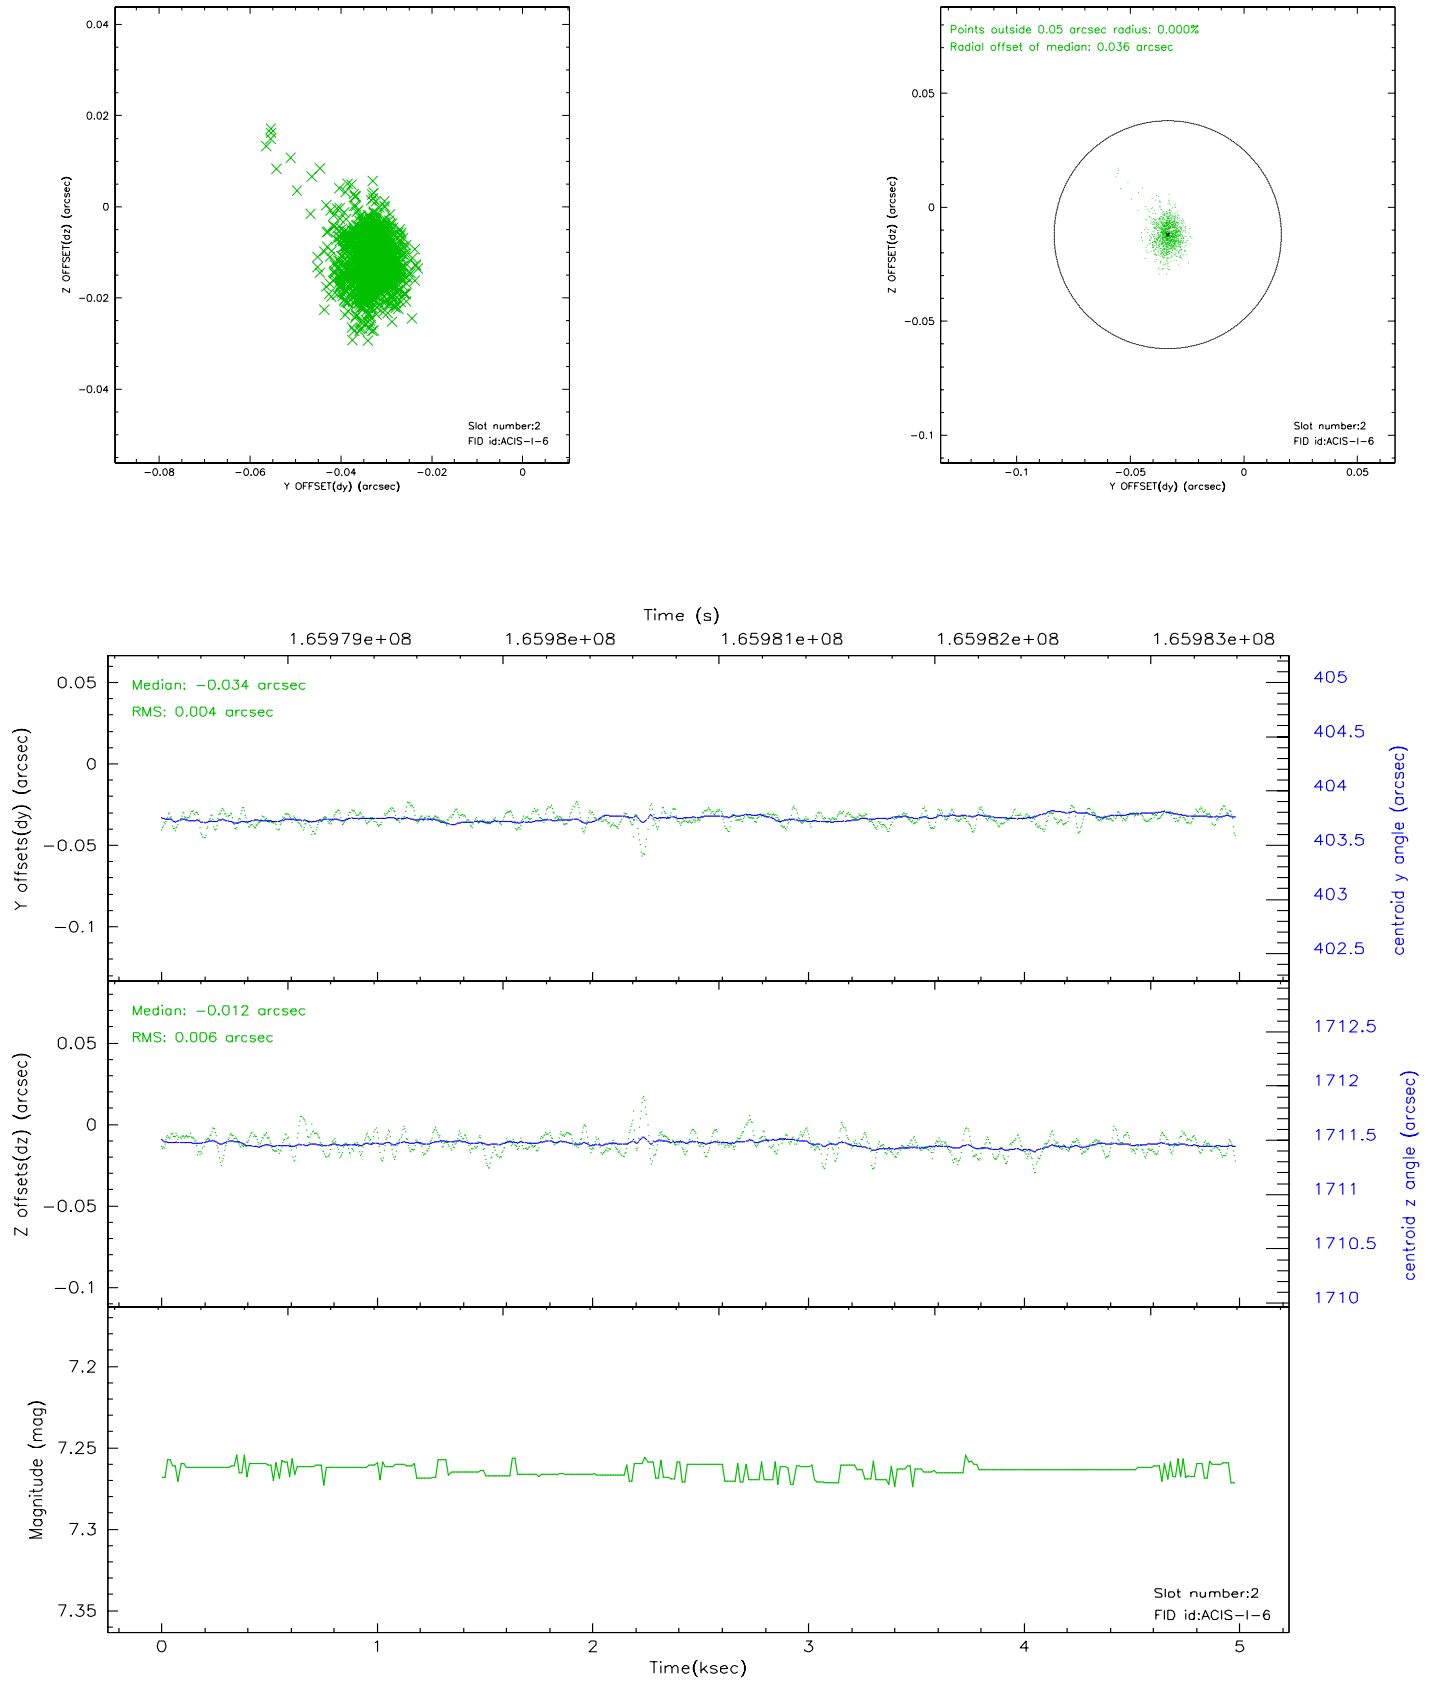 0.04
0.02
0
−0.02
−0.04
Z OFFSET(dz) (arcsec)
Slot number:2
FID id:ACIS−I−6
−0.08 −0.06 −0.04 −0.02 0
Y OFFSET(dy) (arcsec)
Points outside 0.05 arcsec radius: 0.000%
Radial offset of median: 0.036 arcsec
0.05
0
−0.05
−0.1
Z OFFSET(dz) (arcsec)
Slot number:2
FID id:ACIS−I−6
−0.1 −0.05 0 0.05
Y OFFSET(dy) (arcsec)
Time (s)
1.65979e+08 1.6598e+08 1.65981e+08 1.65982e+08 1.65983e+08
Median: −0.034 arcsec
RMS: 0.004 arcsec
0.05
0
−0.05
−0.1
Y offsets(dy) (arcsec)
405
404.5
404
403.5
403
402.5
centroid y angle (arcsec)
Median: −0.012 arcsec
RMS: 0.006 arcsec
0.05
0
−0.05
−0.1
Z offsets(dz) (arcsec)
1712.5
1712
1711.5
1711
1710.5
1710
centroid z angle (arcsec)
7.2
7.25
7.3
7.35
Magnitude (mag)
Slot number:2
FID id:ACIS−I−6
0 1 2 3 4 5
Time(ksec)